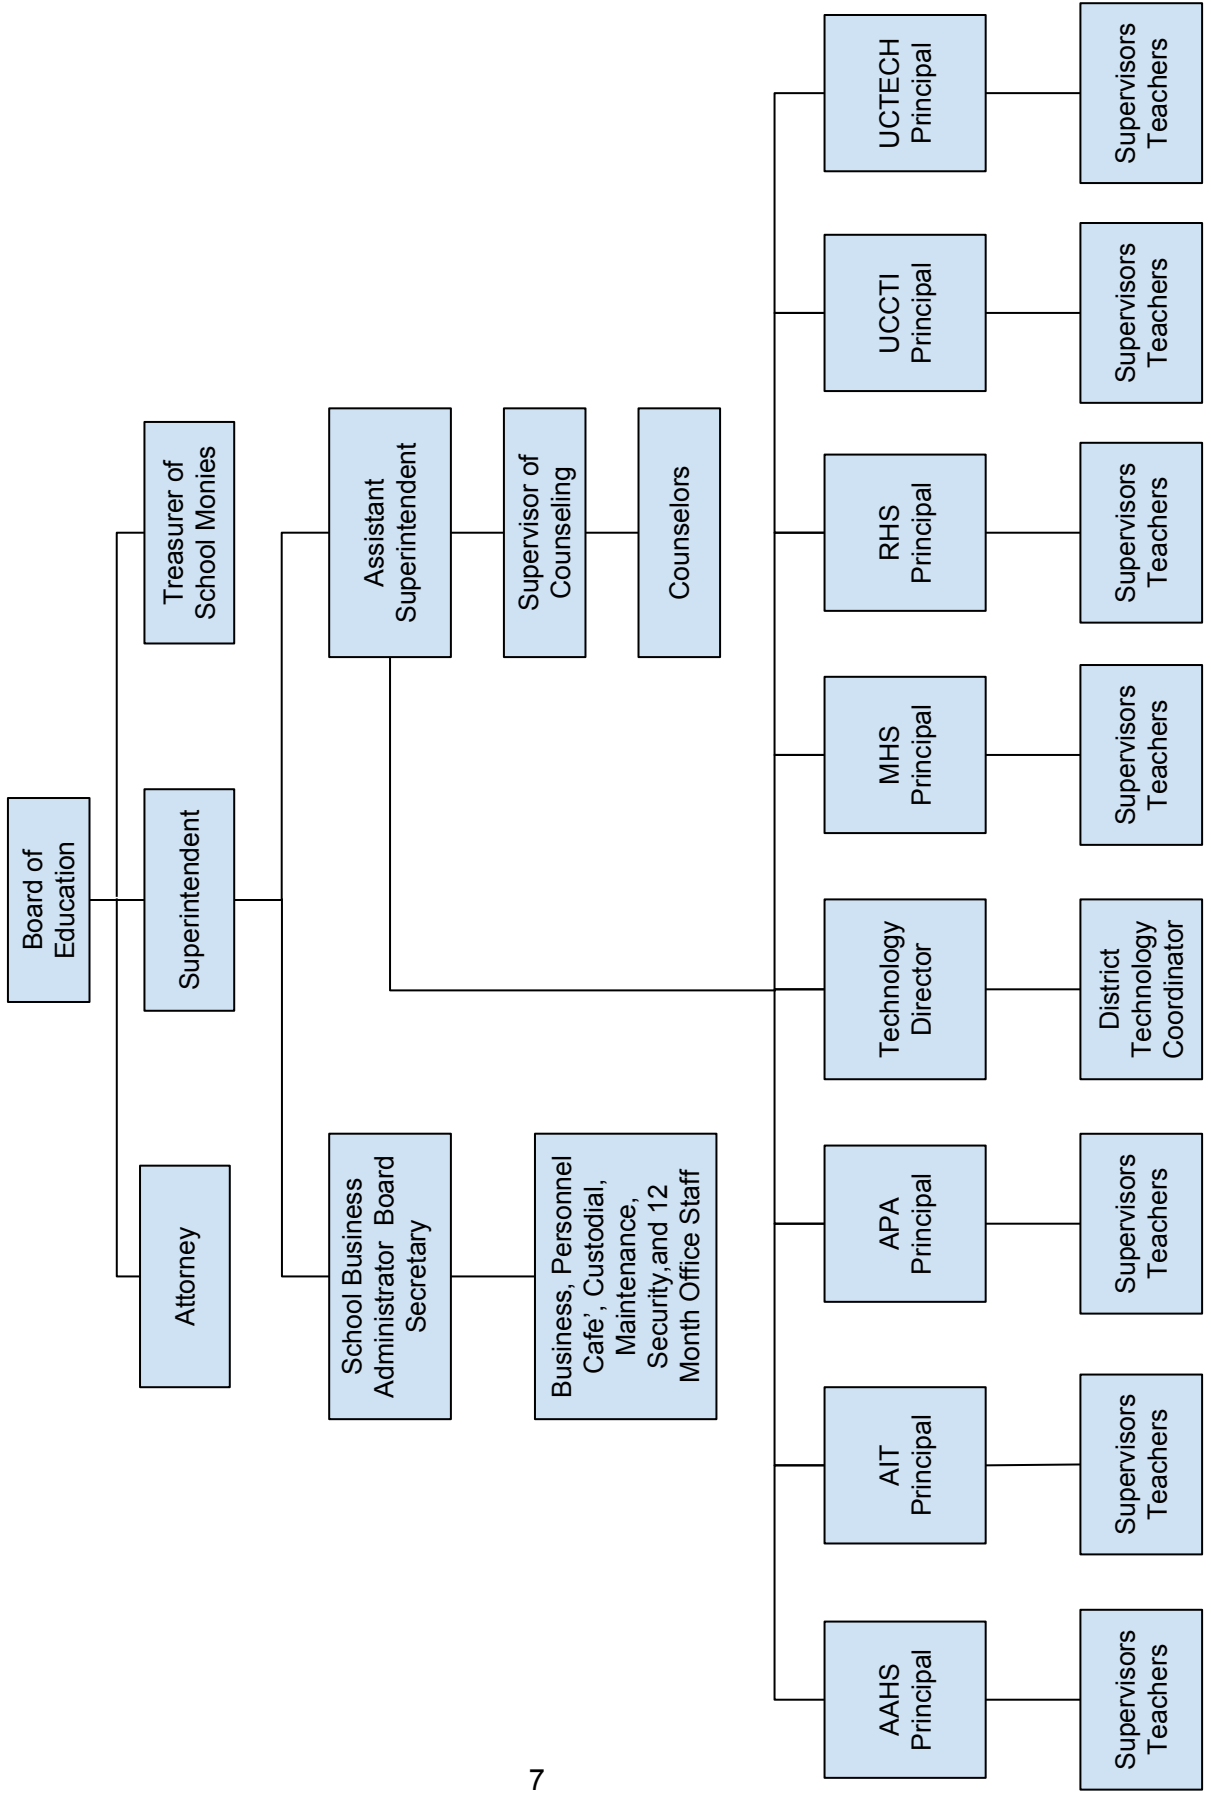 Board of
Education
Attorney
Superintendent
Treasurer of
School Monies
School Business
Administrator  Board
Secretary
Assistant
Superintendent
Business, Personnel
Cafe’, Custodial,
Maintenance,
Security,and 12
Month Office Staff
Supervisor of
Counseling
Counselors
AAHS
Principal
AIT
Principal
APA
Principal
Technology
Director
MHS
Principal
RHS
Principal
UCCTI
Principal
UCTECH
Principal
Supervisors
Teachers
Supervisors
Teachers
Supervisors
Teachers
District
Technology
Coordinator
Supervisors
Teachers
Supervisors
Teachers
Supervisors
Teachers
Supervisors
Teachers
7